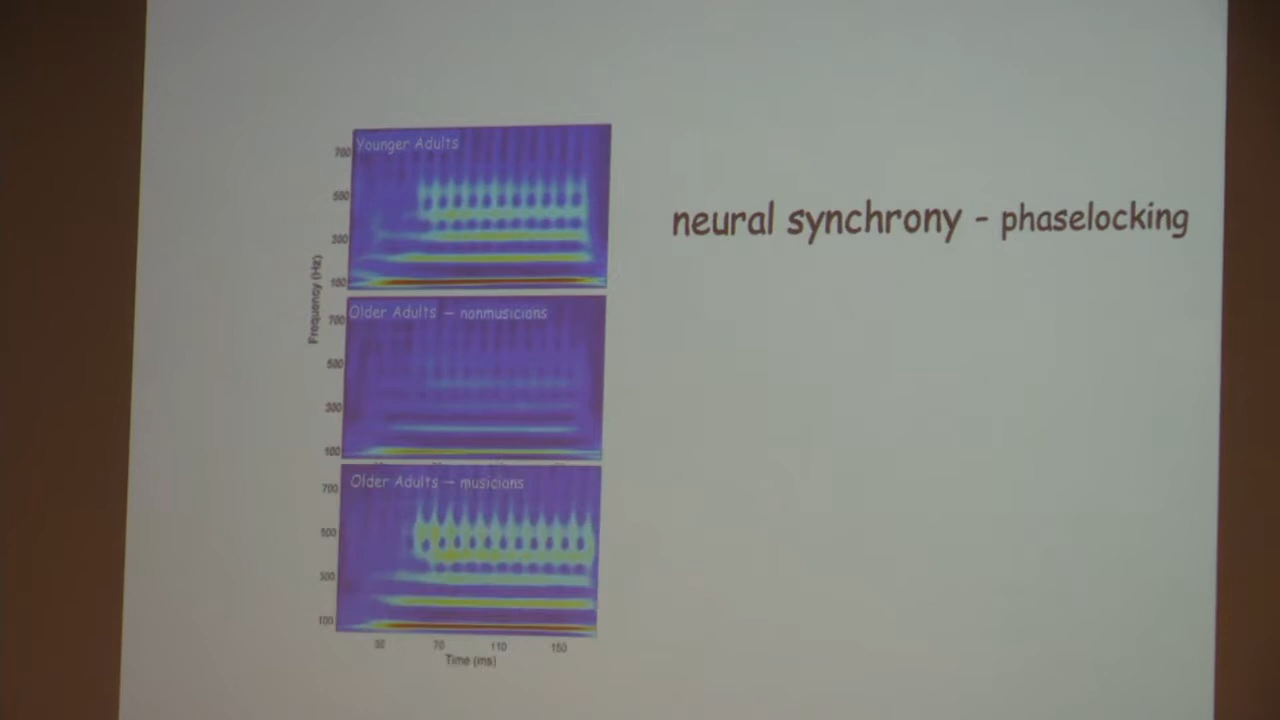 Younger Adults
700
500
300
100
neural synchrony - phaselocking
Frequency (Hz)
Older Adults — nonmusicians
700
500
300
100
Older Adults — musicians
700
500
300
100
30 70 110 150
Time (ms)